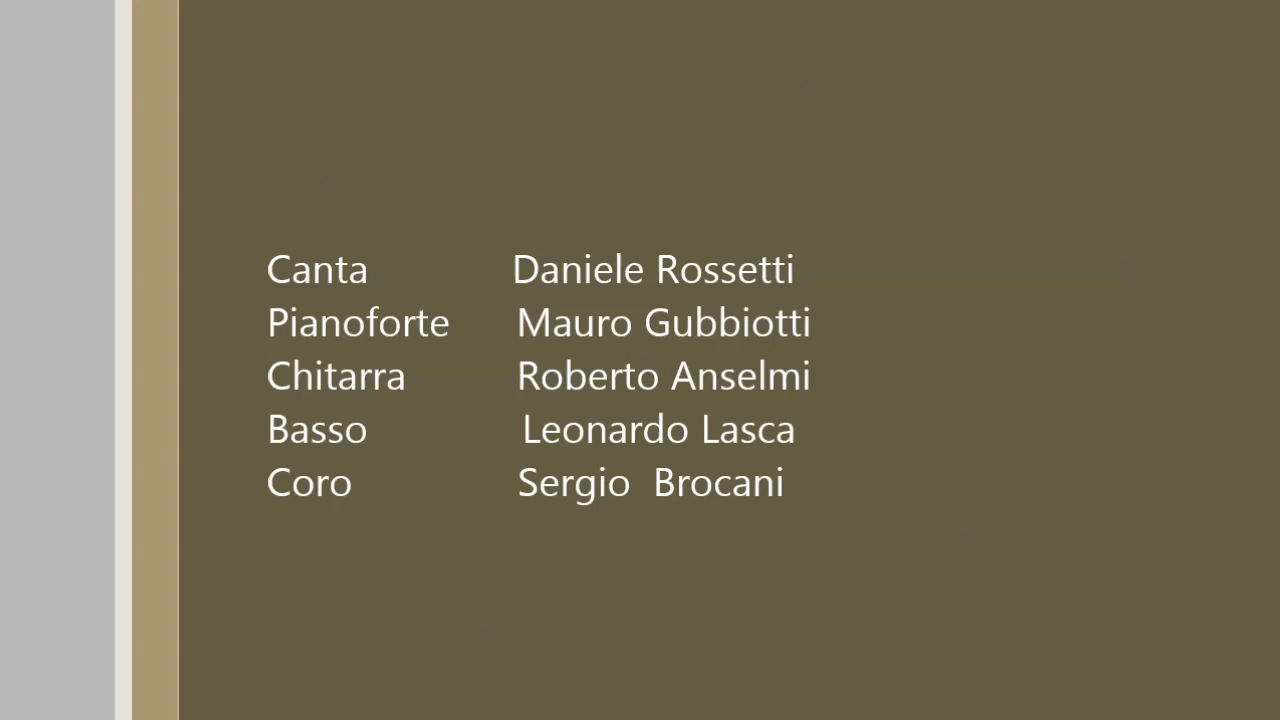 Canta Daniele Rossetti
Pianoforte Mauro Gubbiotti
Chitarra Roberto Anselmi
Basso Leonardo Lasca
Coro Sergio Brocani